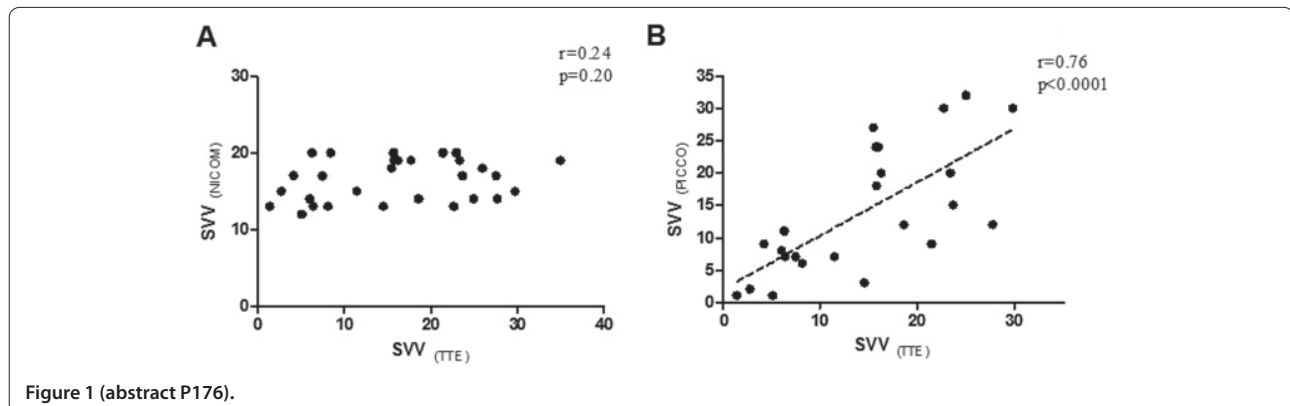 A
r=0.24
p=0.20
30
20
10
0
SVV (NICOM)
0 10 20 30 40
SVV (TTE)
B
r=0.76
p<0.0001
35
30
25
20
15
10
5
0
SVV (PICCO)
0 10 20 30
SVV (TTE)
Figure 1 (abstract P176).